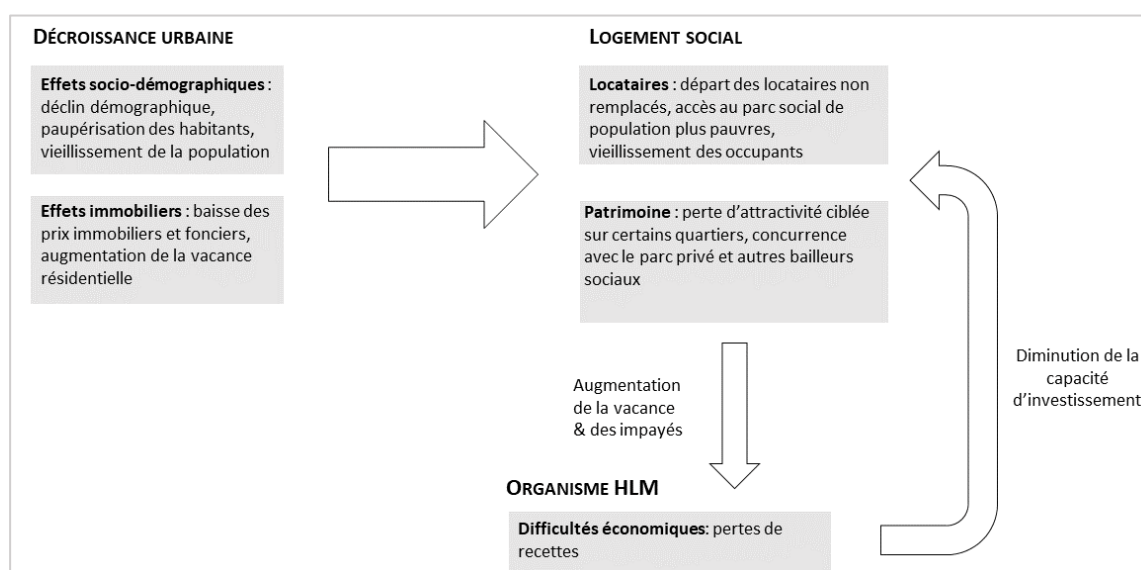 DÉCROISSANCE URBAINE
Effets socio-démographiques :
déclin démographique,
paupérisation des habitants,
vieillissement de la population
Effets immobiliers : baisse des
prix immobiliers et fonciers,
augmentation de la vacance
résidentielle
LOGEMENT SOCIAL
Locataires : départ des locataires non
remplacés, accès au parc social de
population plus pauvres,
vieillissement des occupants
Patrimoine : perte d’attractivité ciblée
sur certains quartiers, concurrence
avec le parc privé et autres bailleurs
sociaux
Augmentation
de la vacance
& des impayés
Diminution de la
capacité
d’investissement
ORGANISME HLM
Difficultés économiques: pertes de
recettes